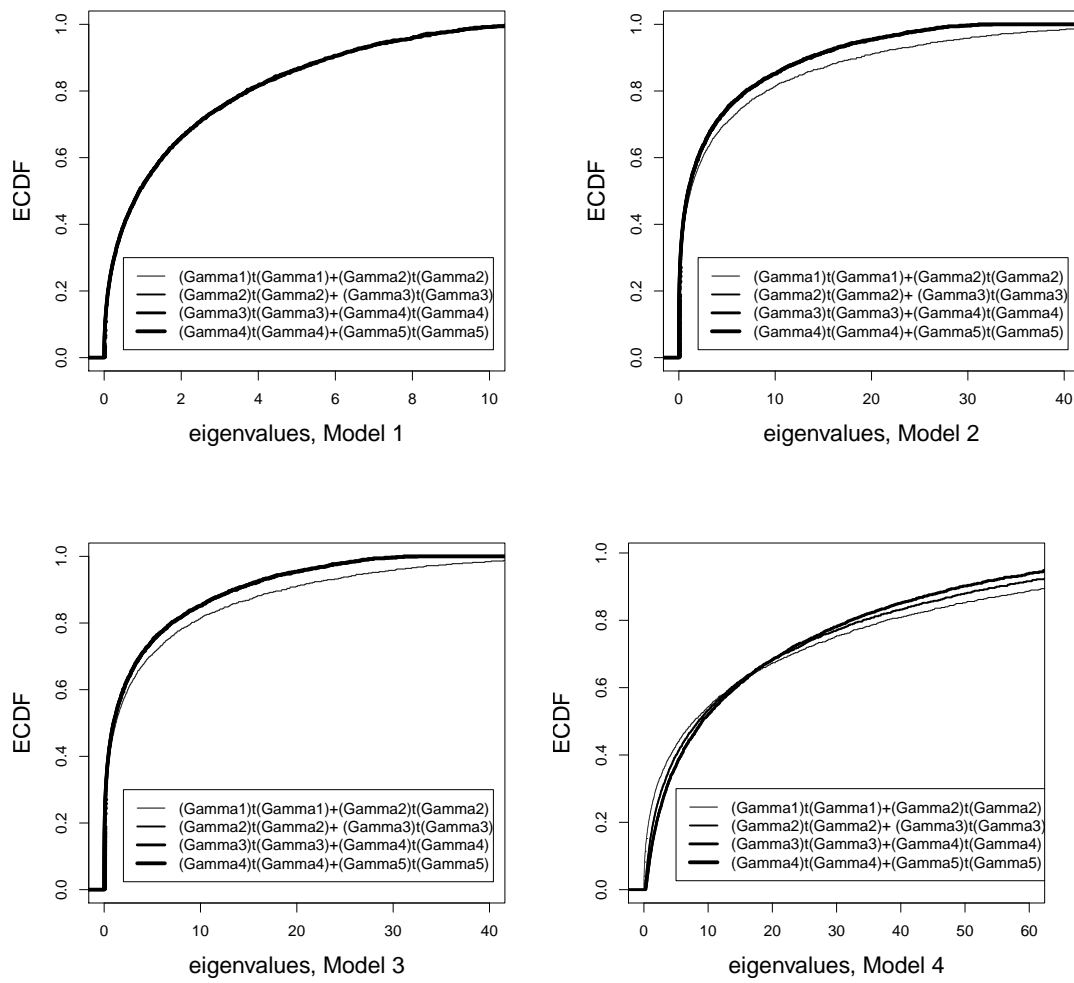 ECDF
0.0 0.2 0.4 0.6 0.8 1.0
(Gamma1)t(Gamma1)+(Gamma2)t(Gamma2)
(Gamma2)t(Gamma2)+ (Gamma3)t(Gamma3)
(Gamma3)t(Gamma3)+(Gamma4)t(Gamma4)
(Gamma4)t(Gamma4)+(Gamma5)t(Gamma5)
0 2 4 6 8 10
eigenvalues, Model 1
ECDF
0.0 0.2 0.4 0.6 0.8 1.0
(Gamma1)t(Gamma1)+(Gamma2)t(Gamma2)
(Gamma2)t(Gamma2)+ (Gamma3)t(Gamma3)
(Gamma3)t(Gamma3)+(Gamma4)t(Gamma4)
(Gamma4)t(Gamma4)+(Gamma5)t(Gamma5)
0 10 20 30 40
eigenvalues, Model 2
ECDF
0.0 0.2 0.4 0.6 0.8 1.0
(Gamma1)t(Gamma1)+(Gamma2)t(Gamma2)
(Gamma2)t(Gamma2)+ (Gamma3)t(Gamma3)
(Gamma3)t(Gamma3)+(Gamma4)t(Gamma4)
(Gamma4)t(Gamma4)+(Gamma5)t(Gamma5)
0 10 20 30 40
eigenvalues, Model 3
ECDF
0.0 0.2 0.4 0.6 0.8 1.0
(Gamma1)t(Gamma1)+(Gamma2)t(Gamma2)
(Gamma2)t(Gamma2)+ (Gamma3)t(Gamma3)
(Gamma3)t(Gamma3)+(Gamma4)t(Gamma4)
(Gamma4)t(Gamma4)+(Gamma5)t(Gamma5)
0 10 20 30 40 50 60
eigenvalues, Model 4